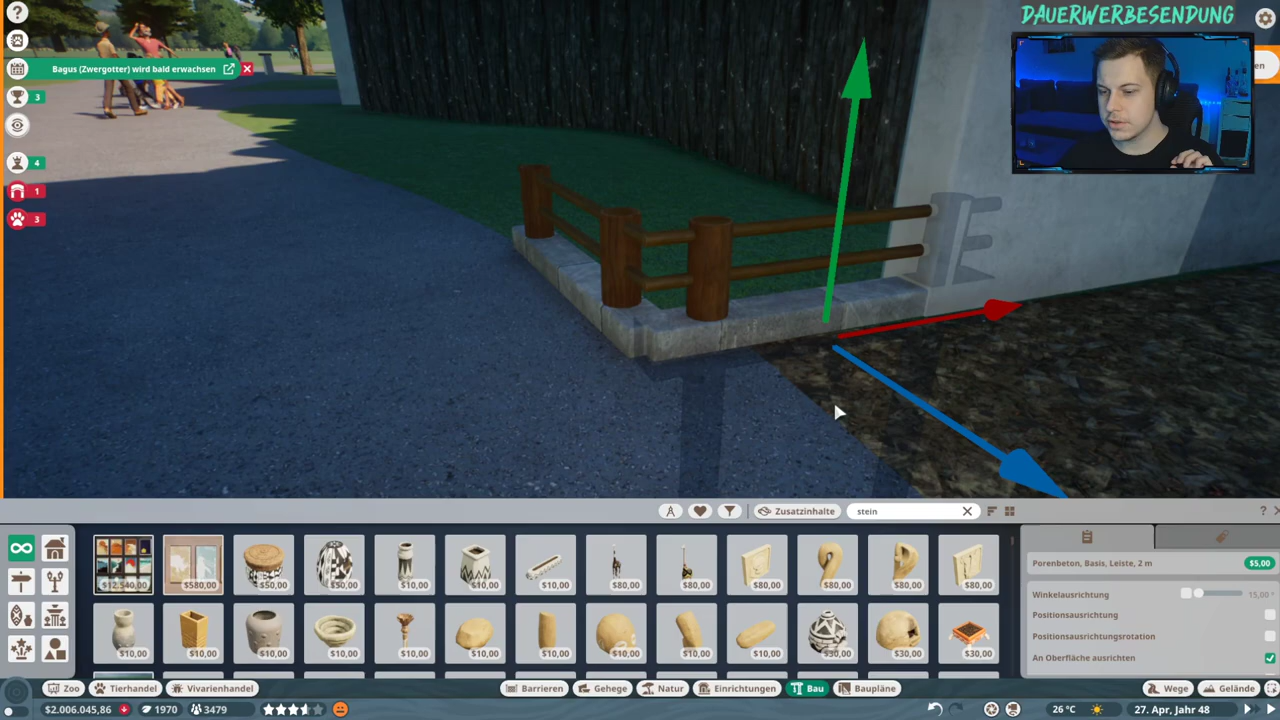 DAUERWERBESENDUNG
Bagus (Zwergotter) wird bald erwachsen
en
3
4
1
3
Zusatzinhalte
stein
$12.540,00
$580,00
$50,00
$50,00
$10,00
$10,00
$10,00
$80,00
$80,00
$80,00
$80,00
$80,00
$80,00
$10,00
$10,00
$10,00
$10,00
$10,00
$10,00
$10,00
$10,00
$10,00
$10,00
$30,00
$30,00
$30,00
Porenbeton, Basis, Leiste, 2 m
$5,00
Winkelausrichtung
15,00 °
Positionsausrichtung
Positionsausrichtungsrotation
An Oberfläche ausrichten
Zoo
Tierhandel
Vivarienhandel
Barrieren
Gehege
Natur
Einrichtungen
Bau
Baupläne
Wege
Gelände
$2.006.045,86
1970
3479
26 °C
27. Apr, Jahr 48